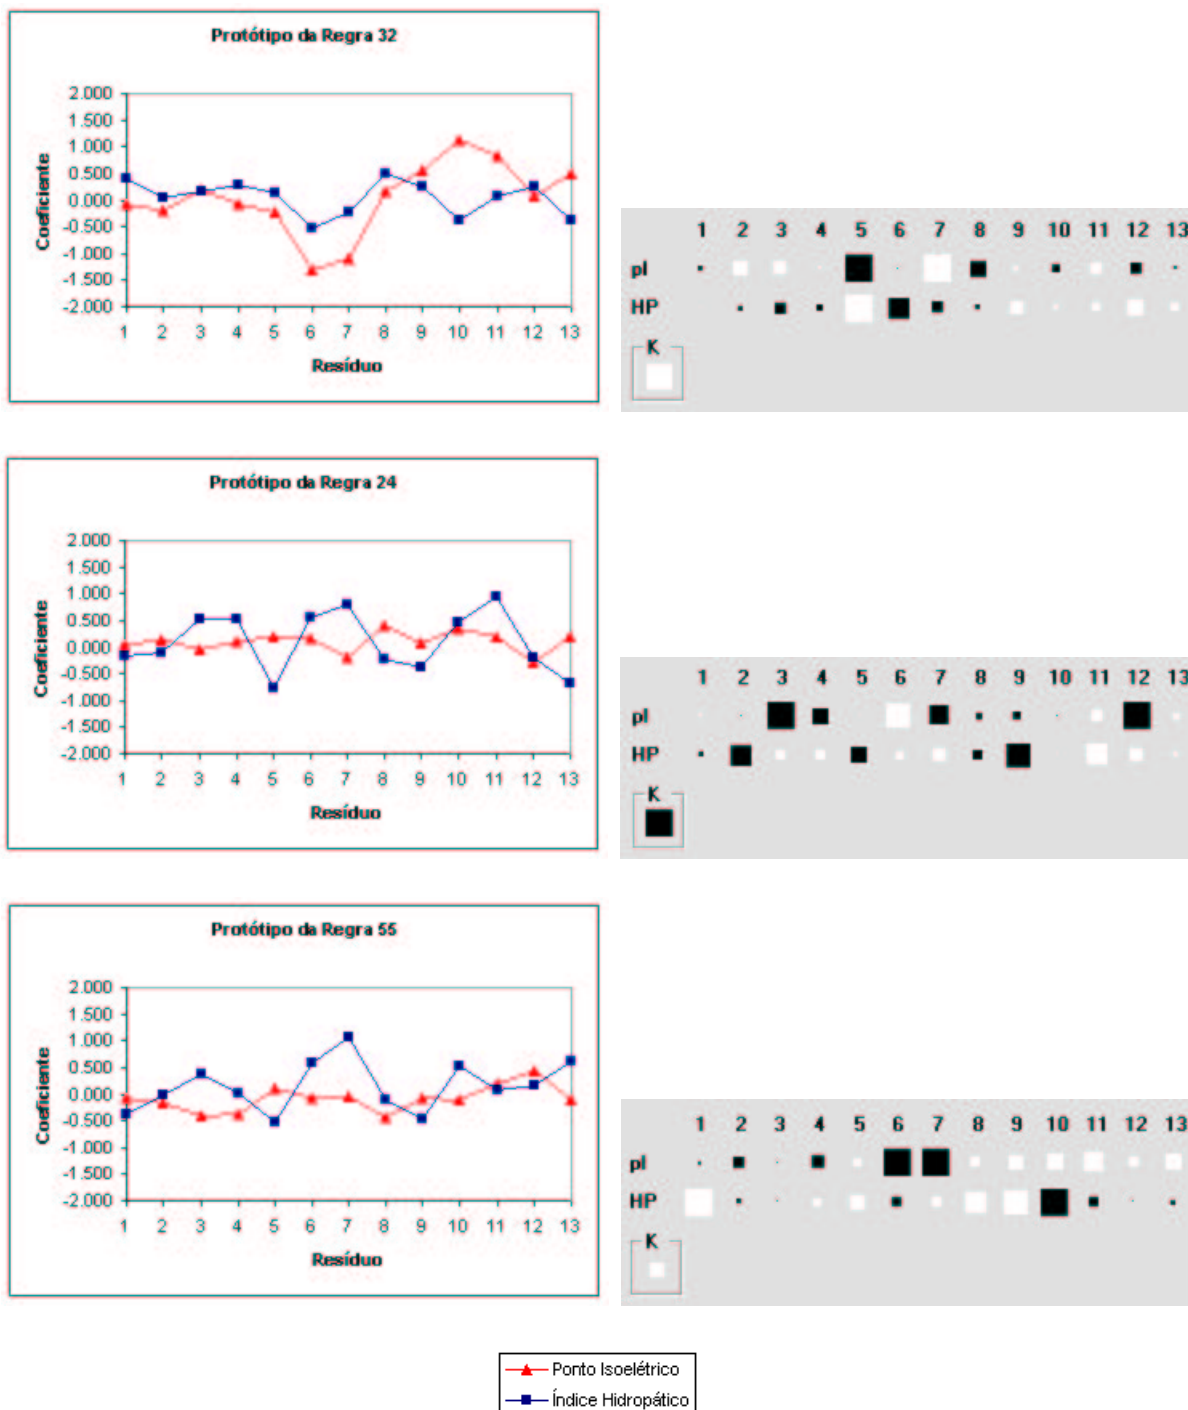 Protótipo da Regra 32
2.000
1.500
1.000
0.500
0.000
-0.500
-1.000
-1.500
-2.000
Coeficiente
1 2 3 4 5 6 7 8 9 10 11 12 13
Resíduo
1 2 3 4 5 6 7 8 9 10 11 12 13
pI
HP
K
Protótipo da Regra 24
2.000
1.500
1.000
0.500
0.000
-0.500
-1.000
-1.500
-2.000
Coeficiente
1 2 3 4 5 6 7 8 9 10 11 12 13
Resíduo
1 2 3 4 5 6 7 8 9 10 11 12 13
pI
HP
K
Protótipo da Regra 55
2.000
1.500
1.000
0.500
0.000
-0.500
-1.000
-1.500
-2.000
Coeficiente
1 2 3 4 5 6 7 8 9 10 11 12 13
Resíduo
1 2 3 4 5 6 7 8 9 10 11 12 13
pI
HP
K
Ponto Isoelétrico
Índice Hidropático